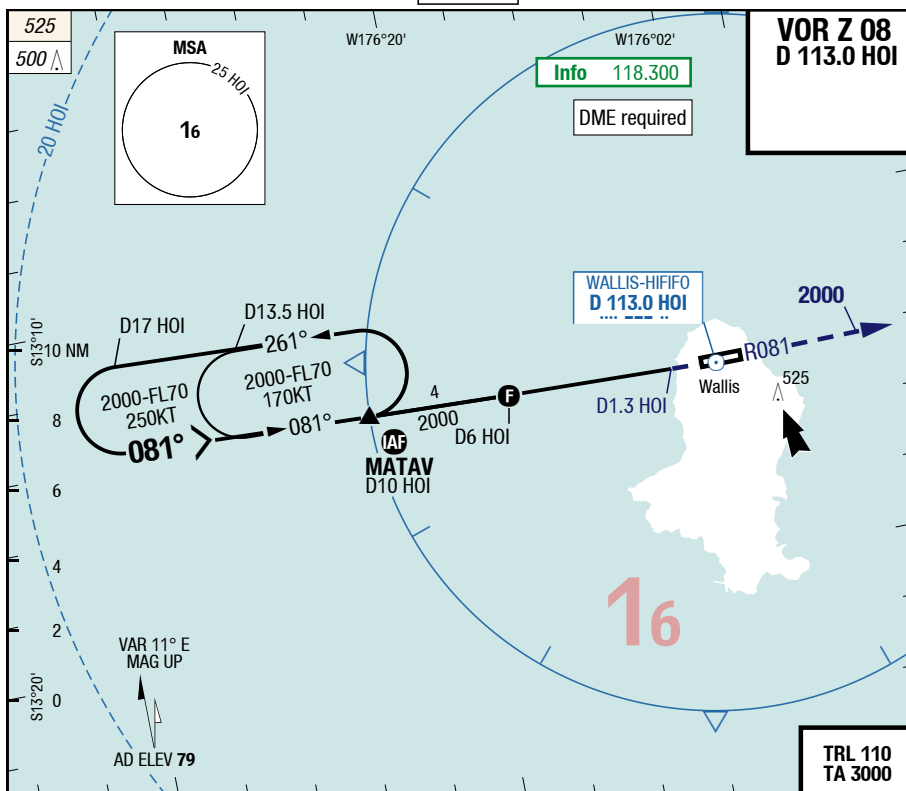 525
500
MSA
25 HOI
16
20 HOI
W176°20'
W176°02'
Info 118.300
DME required
VOR Z 08
D 113.0 HOI
S13°10'
10 NM
8
6
4
2
0
S13°20'
D17 HOI
D13.5 HOI
261°
2000-FL70
250KT
2000-FL70
170KT
081°
081°
IAF
MATAV
D10 HOI
4
2000
F
D6 HOI
WALLIS-HIFIFO
D 113.0 HOI
2000
R081
D1.3 HOI
Wallis
525
16
VAR 11° E
MAG UP
AD ELEV 79
TRL 110
TA 3000